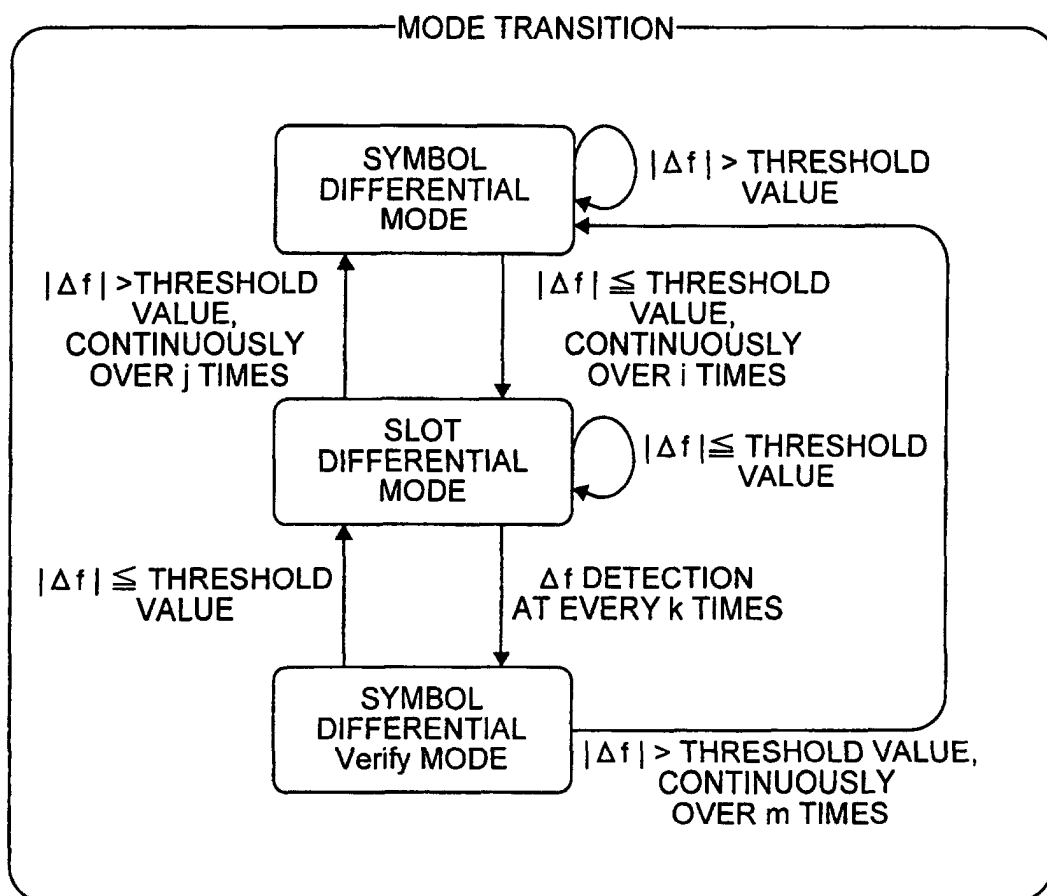 MODE TRANSITION
SYMBOL
DIFFERENTIAL
MODE
|Δf| > THRESHOLD
VALUE
|Δf| >THRESHOLD
VALUE,
CONTINUOUSLY
OVER j TIMES
|Δf| ≦ THRESHOLD
VALUE,
CONTINUOUSLY
OVER i TIMES
SLOT
DIFFERENTIAL
MODE
|Δf| ≦ THRESHOLD
VALUE
|Δf| ≦ THRESHOLD
VALUE
Δf DETECTION
AT EVERY k TIMES
SYMBOL
DIFFERENTIAL
Verify MODE
|Δf| > THRESHOLD VALUE,
CONTINUOUSLY
OVER m TIMES